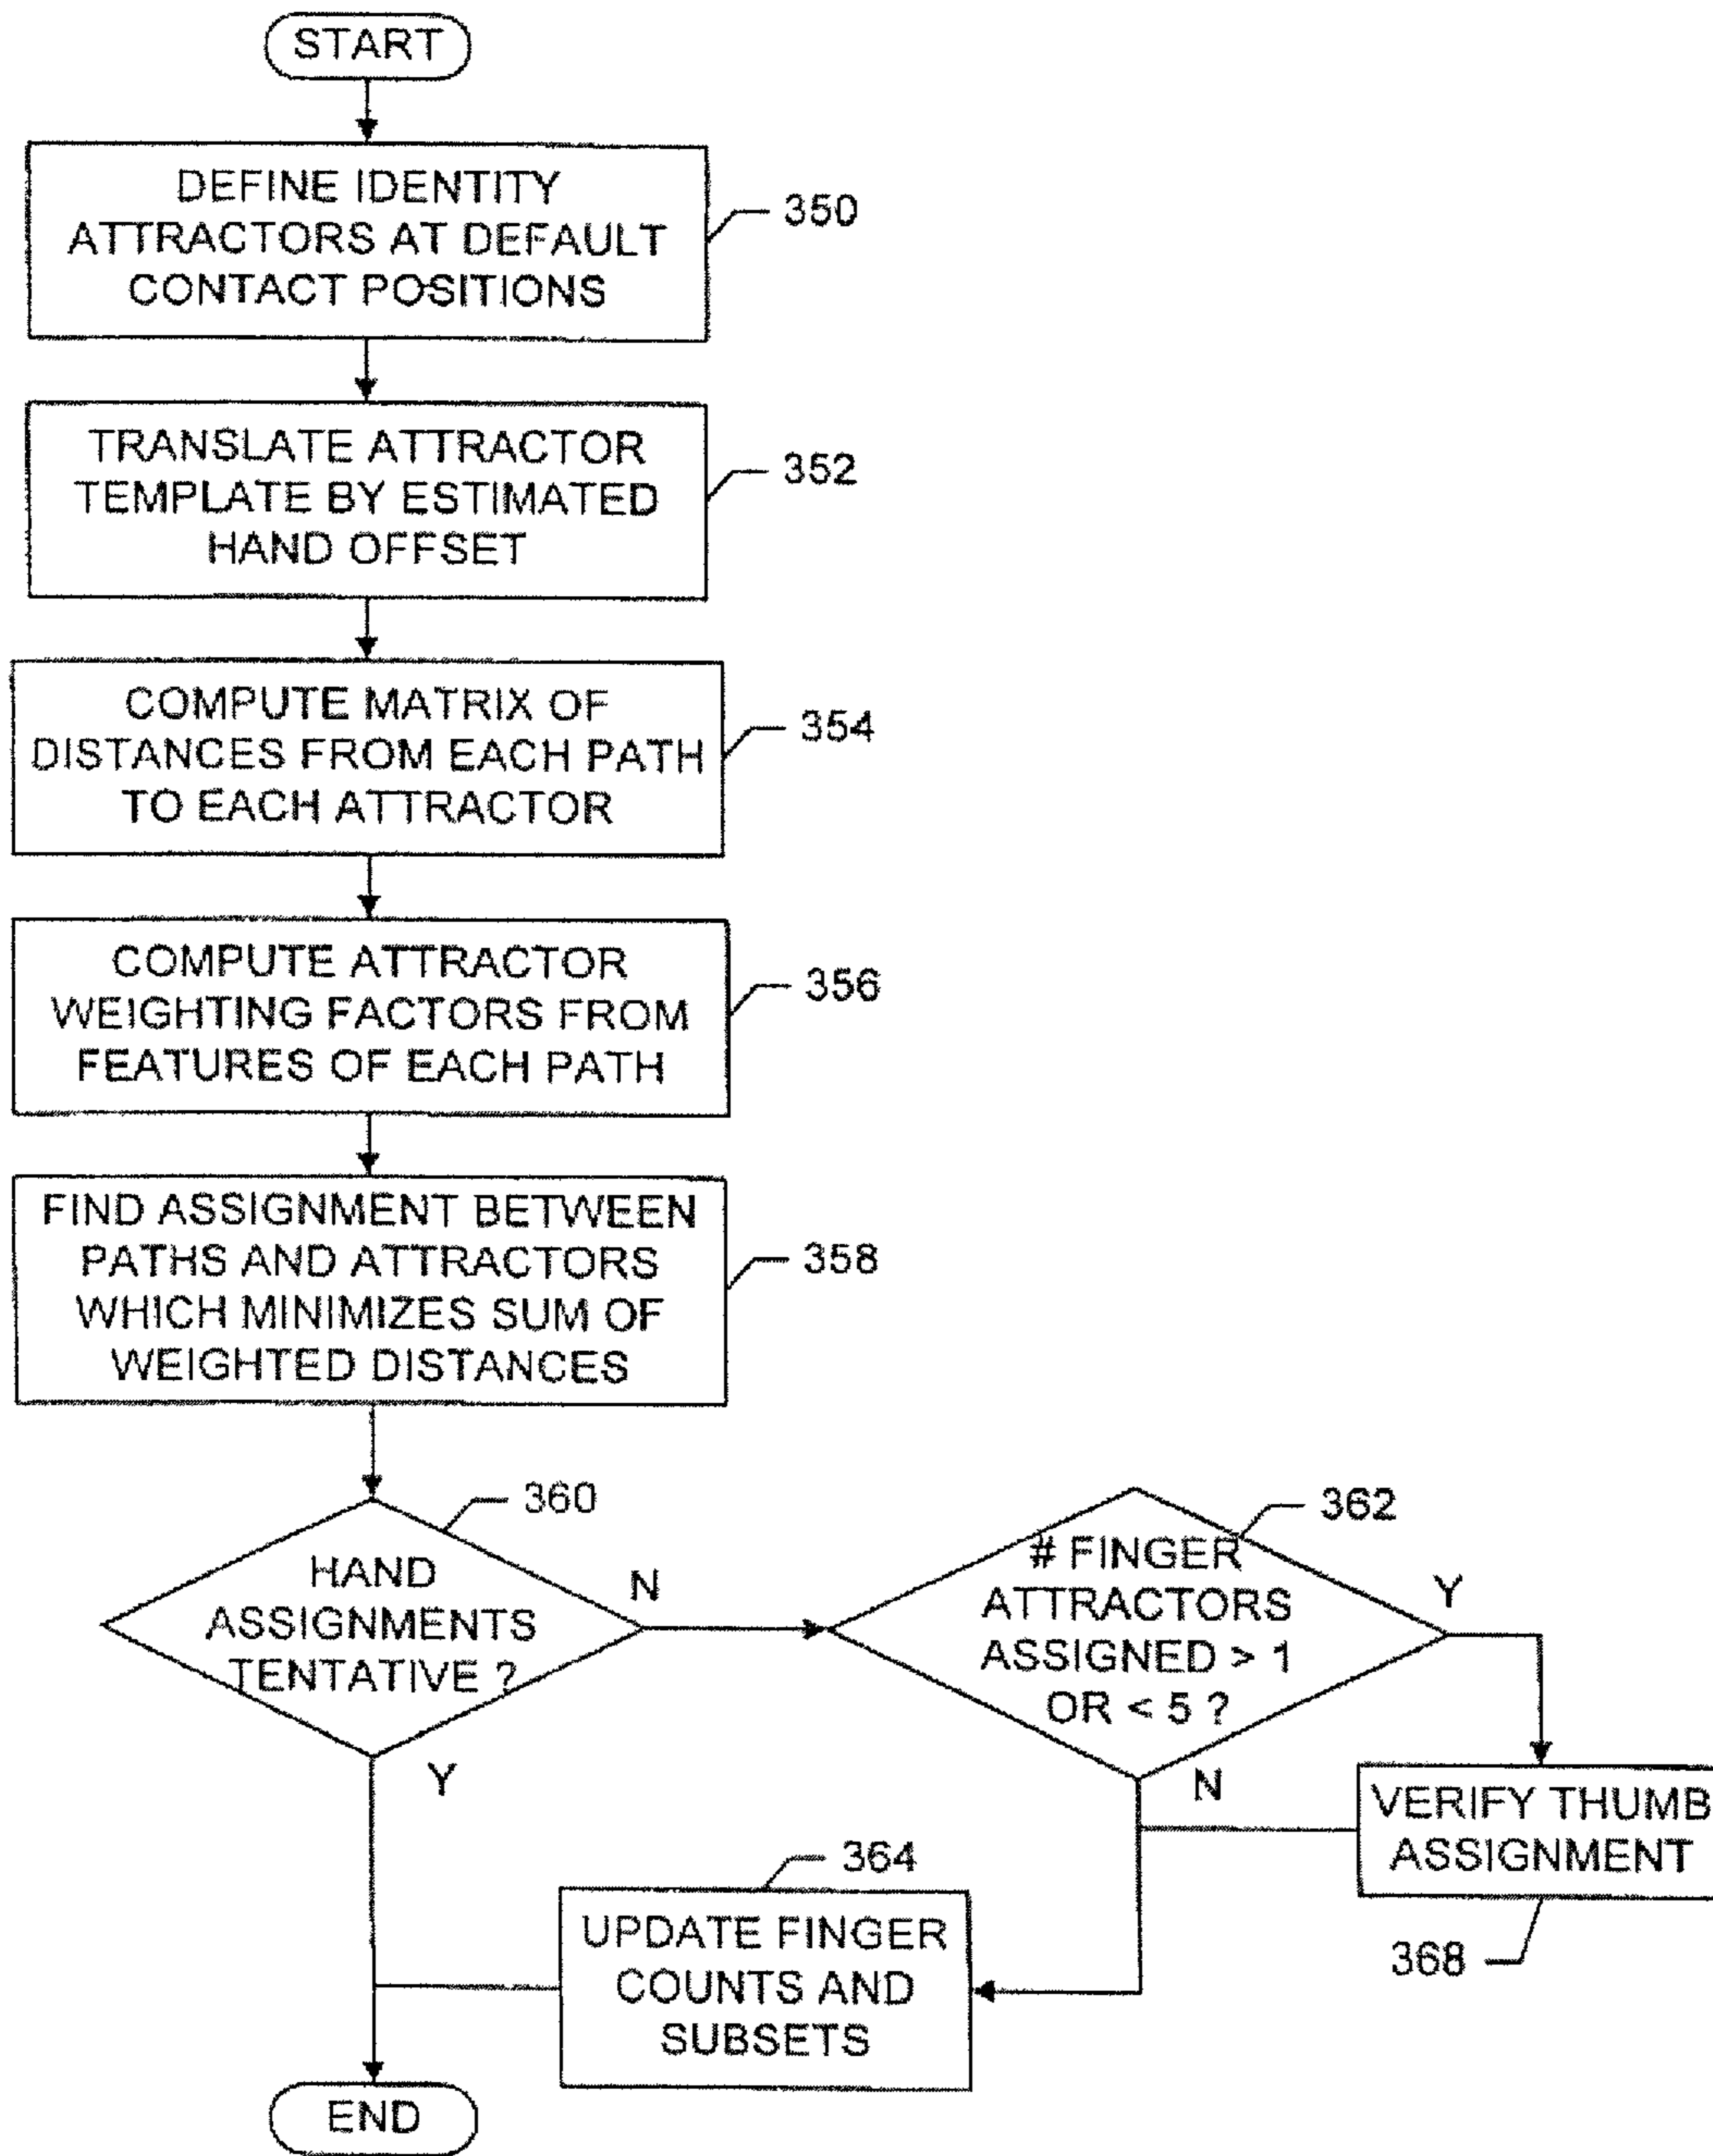 START
DEFINE IDENTITY
ATTRACTORS AT DEFAULT
CONTACT POSITIONS
350
TRANSLATE ATTRACTOR
TEMPLATE BY ESTIMATED
HAND OFFSET
352
COMPUTE MATRIX OF
DISTANCES FROM EACH PATH
TO EACH ATTRACTOR
354
COMPUTE ATTRACTOR
WEIGHTING FACTORS FROM
FEATURES OF EACH PATH
356
FIND ASSIGNMENT BETWEEN
PATHS AND ATTRACTORS
WHICH MINIMIZES SUM OF
WEIGHTED DISTANCES
358
360
HAND
ASSIGNMENTS
TENTATIVE ?
N
Y
362
# FINGER
ATTRACTORS
ASSIGNED > 1
OR < 5 ?
Y
N
VERIFY THUMB
ASSIGNMENT
368
364
UPDATE FINGER
COUNTS AND
SUBSETS
END